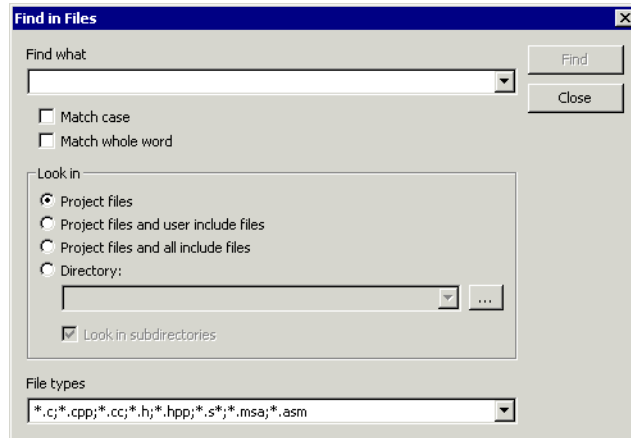 Find in Files
Find what
Find
Close
Match case
Match whole word
Look in
Project files
Project files and user include files
Project files and all include files
Directory:
...
Look in subdirectories
File types
*.c;*.cpp;*.cc;*.h;*.hpp;*.s*;*.msa;*.asm